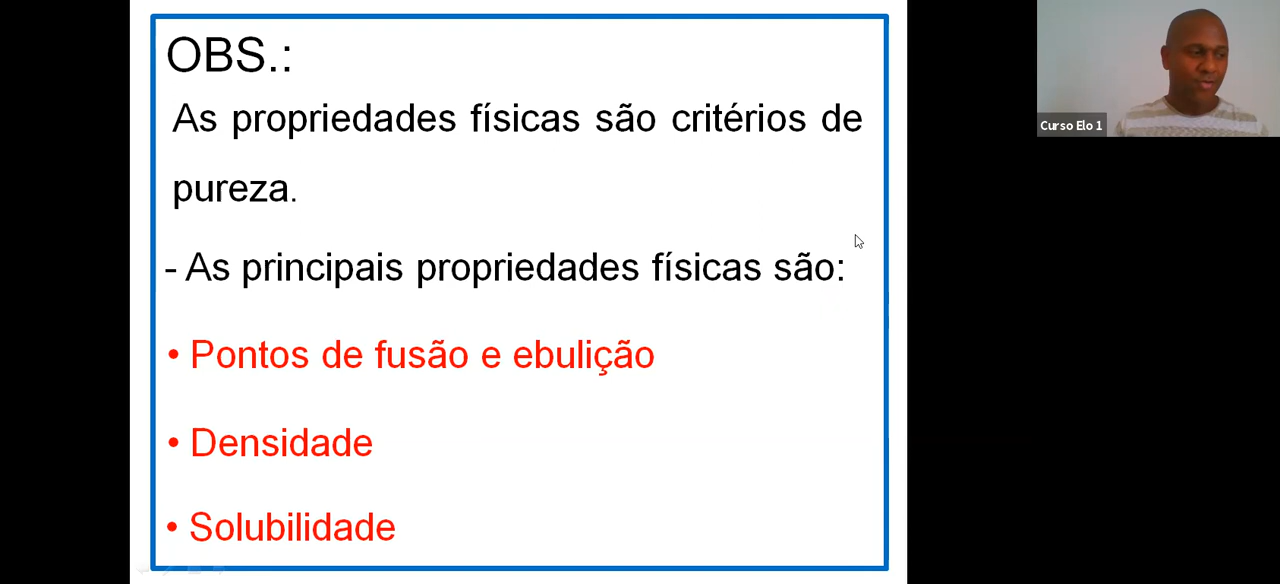 OBS.:
As propriedades físicas são critérios de
pureza.
- As principais propriedades físicas são:
• Pontos de fusão e ebulição
• Densidade
• Solubilidade
Curso Elo 1